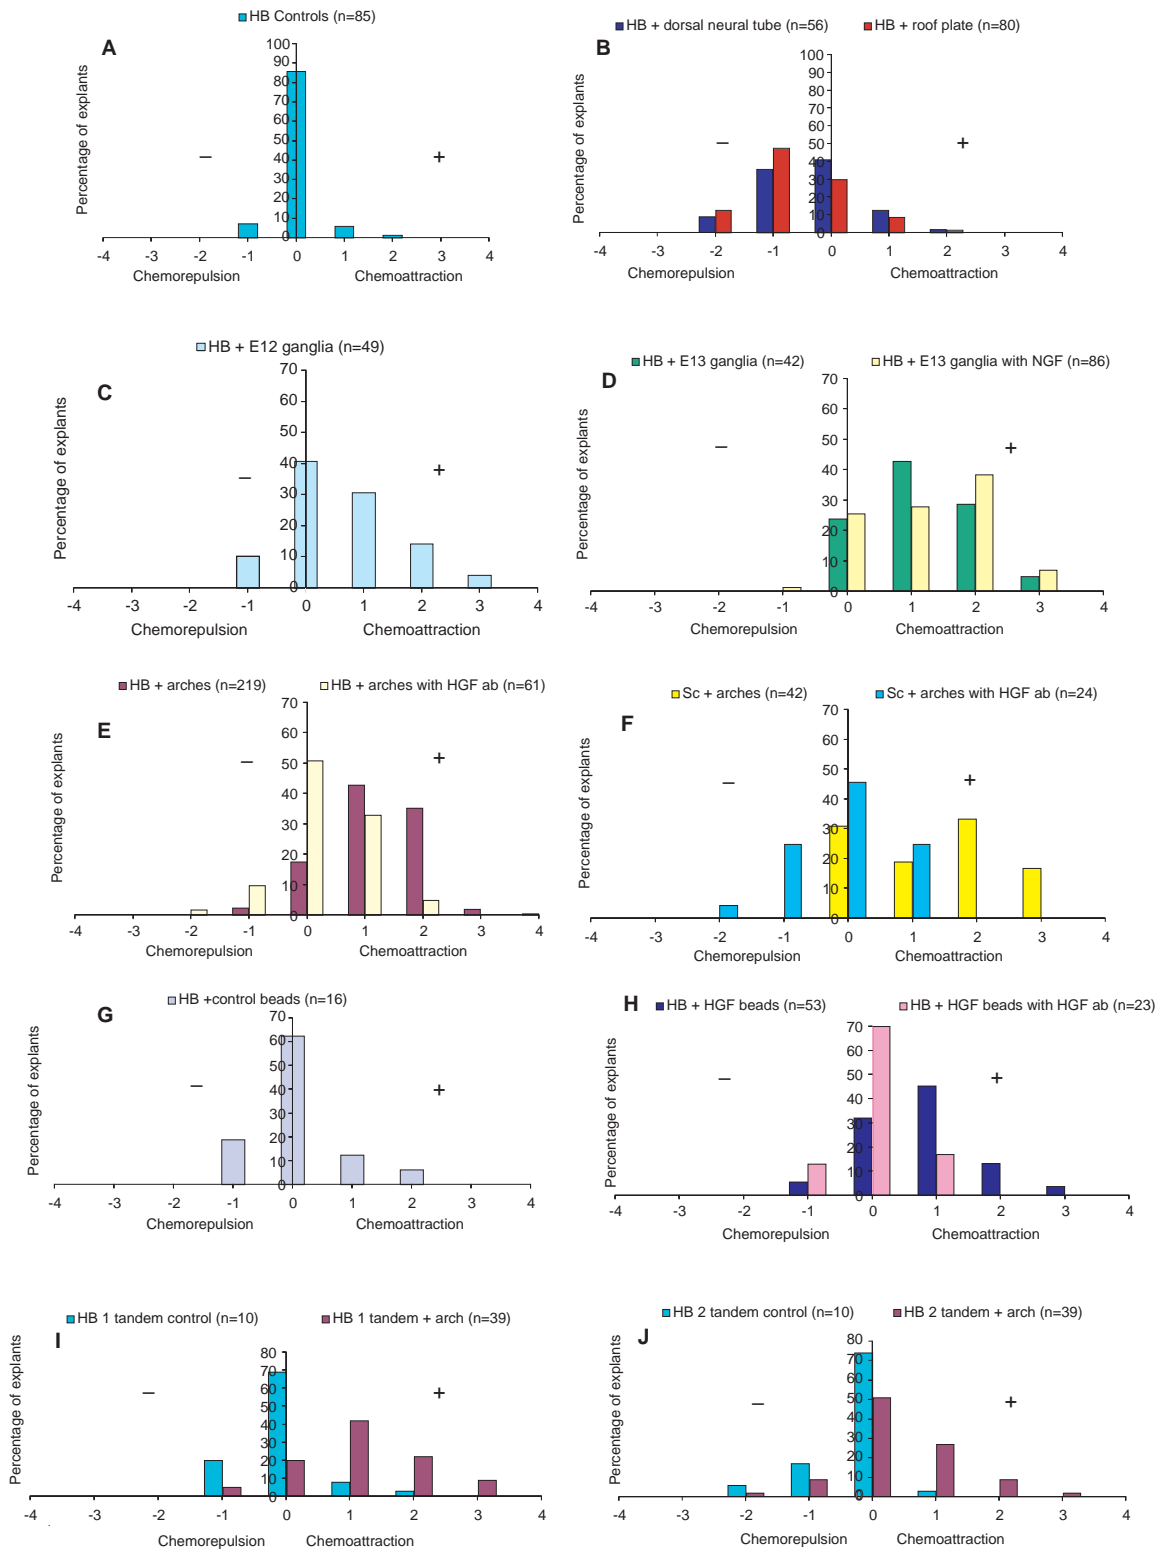 HB Controls (n=85)
A
Percentage of explants
100
90
80
70
60
50
40
30
20
10
0
– +
-4 -3 -2 -1 0 1 2 3 4
Chemorepulsion Chemoattraction
HB + dorsal neural tube (n=56) HB + roof plate (n=80)
B
Percentage of explants
100
90
80
70
60
50
40
30
20
10
0
– +
-4 -3 -2 -1 0 1 2 3 4
Chemorepulsion Chemoattraction
HB + E12 ganglia (n=49)
C
Percentage of explants
70
60
50
40
30
20
10
0
– +
-4 -3 -2 -1 0 1 2 3 4
Chemorepulsion Chemoattraction
HB + E13 ganglia (n=42) HB + E13 ganglia with NGF (n=86)
D
Percentage of explants
70
60
50
40
30
20
10
0
– +
-4 -3 -2 -1 0 1 2 3 4
Chemorepulsion Chemoattraction
HB + arches (n=219) HB + arches with HGF ab (n=61)
E
Percentage of explants
70
60
50
40
30
20
10
0
– +
-4 -3 -2 -1 0 1 2 3 4
Chemorepulsion Chemoattraction
Sc + arches (n=42) Sc + arches with HGF ab (n=24)
F
Percentage of explants
70
60
50
40
30
20
10
0
– +
-4 -3 -2 -1 0 1 2 3 4
Chemorepulsion Chemoattraction
HB +control beads (n=16)
G
Percentage of explants
70
60
50
40
30
20
10
0
– +
-4 -3 -2 -1 0 1 2 3 4
Chemorepulsion Chemoattraction
HB + HGF beads (n=53) HB + HGF beads with HGF ab (n=23)
H
Percentage of explants
70
60
50
40
30
20
10
0
– +
-4 -3 -2 -1 0 1 2 3 4
Chemorepulsion Chemoattraction
HB 1 tandem control (n=10) HB 1 tandem + arch (n=39)
I
Percentage of explants
80
70
60
50
40
30
20
10
0
– +
-4 -3 -2 -1 0 1 2 3 4
Chemorepulsion Chemoattraction
HB 2 tandem control (n=10) HB 2 tandem + arch (n=39)
J
Percentage of explants
80
70
60
50
40
30
20
10
0
– +
-4 -3 -2 -1 0 1 2 3 4
Chemorepulsion Chemoattraction